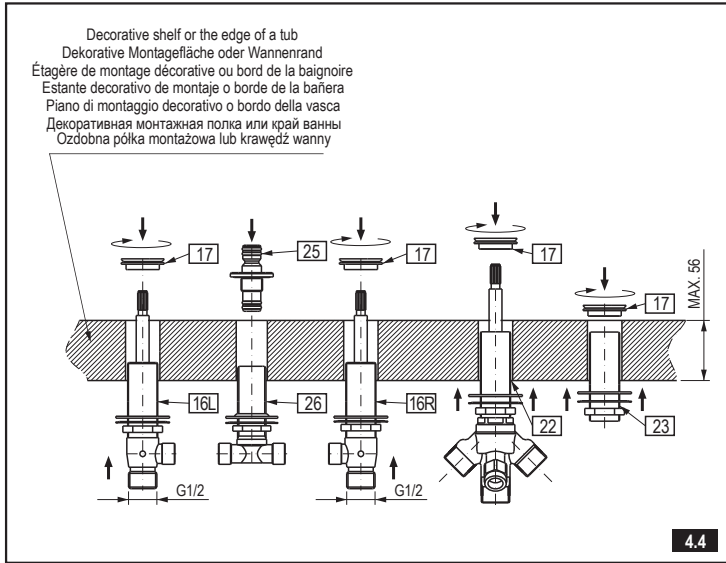 Decorative shelf or the edge of a tub
Dekorative Montagefläche oder Wannenrand
Étagère de montage décorative ou bord de la baignoire
Estante decorativo de montaje o borde de la bañera
Piano di montaggio decorativo o bordo della vasca
Декоративная монтажная полка или край ванны
Ozdobna półka montażowa lub krawędź wanny
17
25
17
17
17
MAX. 56
16L
26
16R
22
23
G1/2
G1/2
4.4